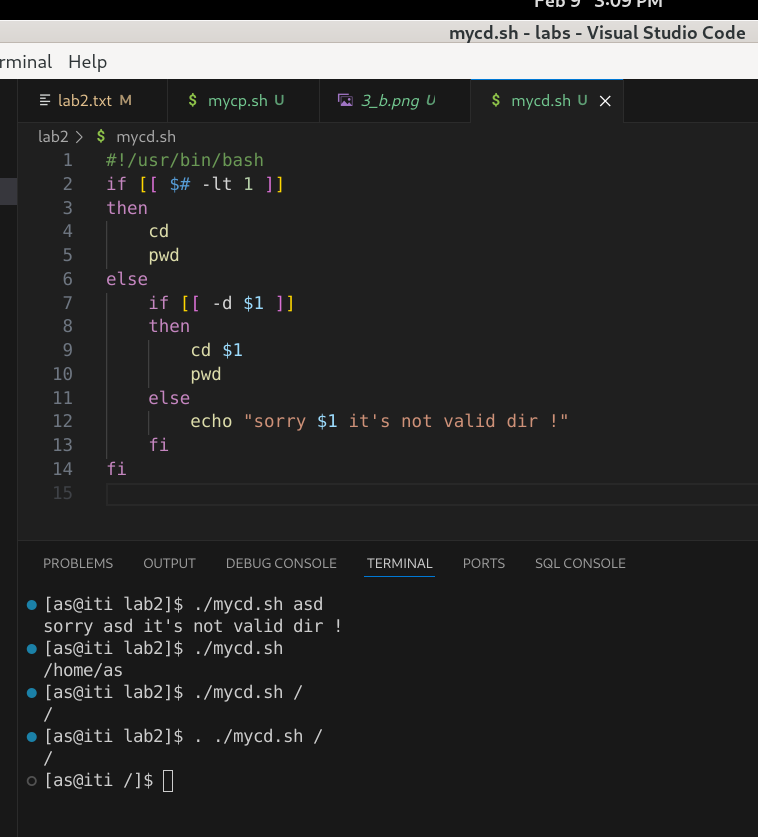 Feb 9 3:09 PM
mycd.sh - labs - Visual Studio Code
rminal Help
lab2.txt M mycp.sh U 3_b.png U mycd.sh U
lab2 > $ mycd.sh
1 #!/usr/bin/bash
2 if [[ $# -lt 1 ]]
3 then
4 cd
5 pwd
6 else
7 if [[ -d $1 ]]
8 then
9 cd $1
10 pwd
11 else
12 echo "sorry $1 it's not valid dir !"
13 fi
14 fi
15
PROBLEMS OUTPUT DEBUG CONSOLE TERMINAL PORTS SQL CONSOLE
[as@iti lab2]$ ./mycd.sh asd
sorry asd it's not valid dir !
[as@iti lab2]$ ./mycd.sh
/home/as
[as@iti lab2]$ ./mycd.sh /
/
[as@iti lab2]$ . ./mycd.sh /
/
[as@iti /]$